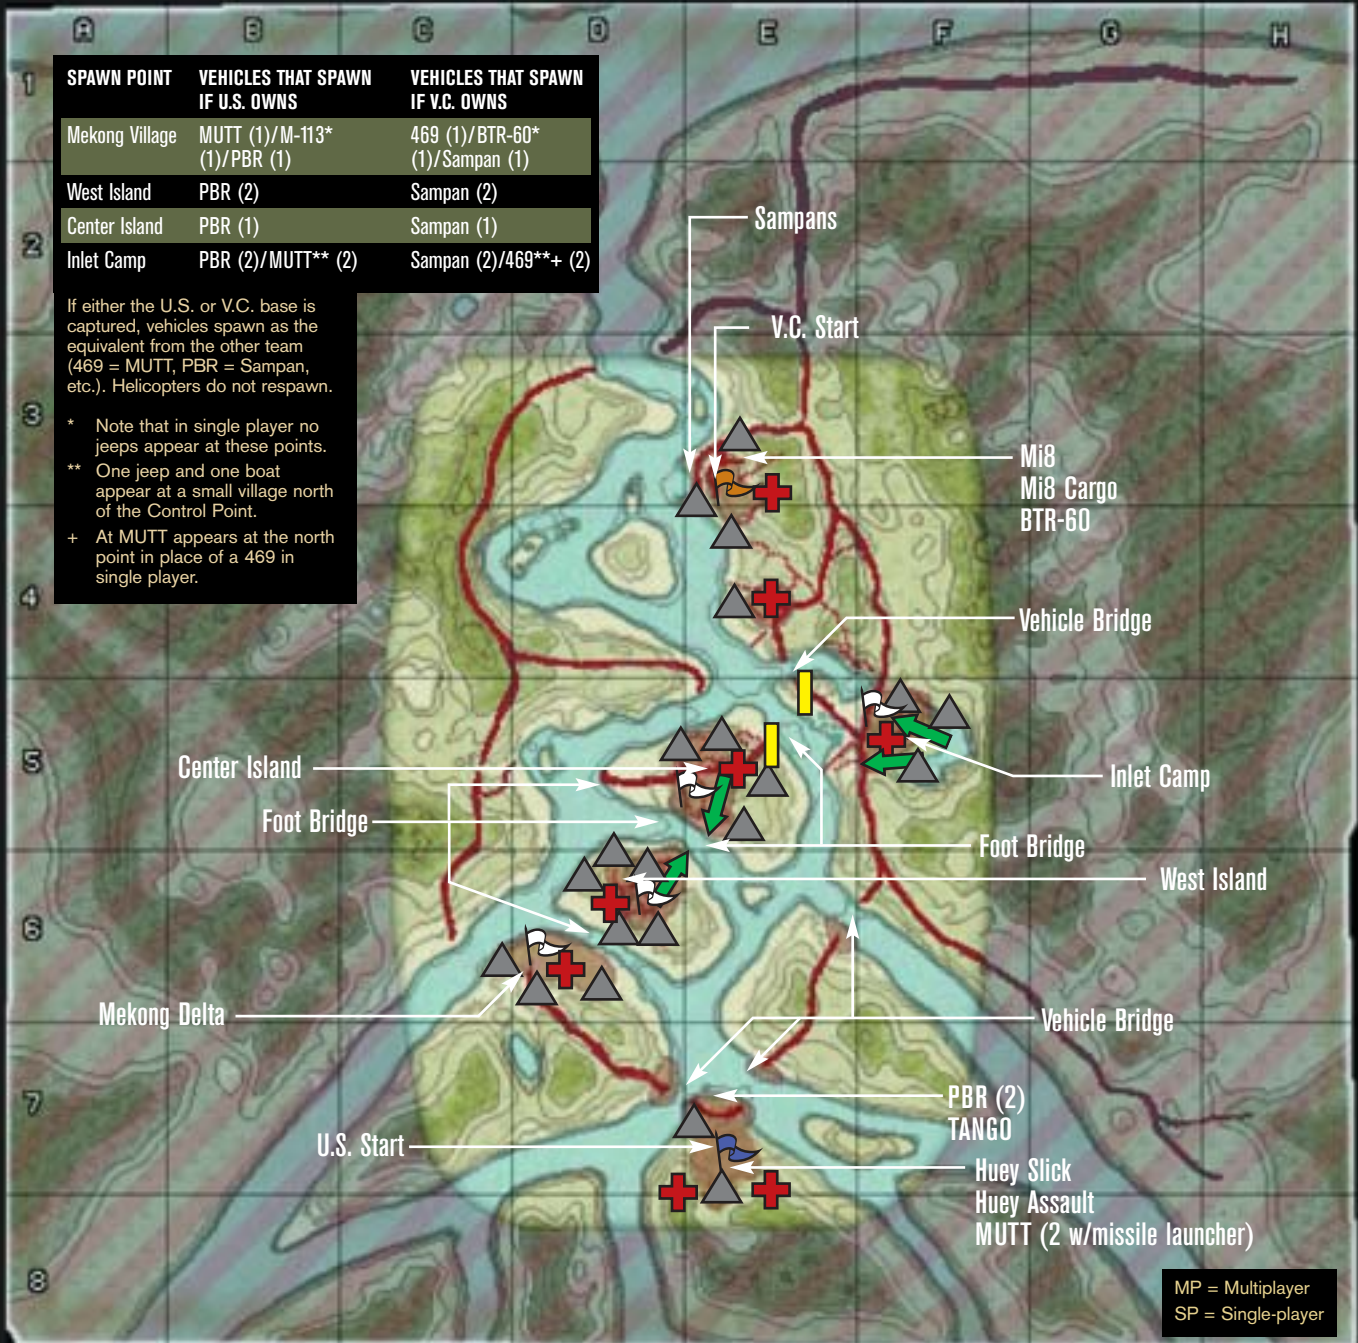 A B C D E F G H
1
2
3
4
5
6
7
8
SPAWN POINT VEHICLES THAT SPAWN IF U.S. OWNS VEHICLES THAT SPAWN IF V.C. OWNS
Mekong Village MUTT (1)/M-113* (1)/PBR (1) 469 (1)/BTR-60* (1)/Sampan (1)
West Island PBR (2) Sampan (2)
Center Island PBR (1) Sampan (1)
Inlet Camp PBR (2)/MUTT** (2) Sampan (2)/469**+ (2)
If either the U.S. or V.C. base is
captured, vehicles spawn as the
equivalent from the other team
(469 = MUTT, PBR = Sampan,
etc.). Helicopters do not respawn.
* Note that in single player no
jeeps appear at these points.
** One jeep and one boat
appear at a small village north
of the Control Point.
+ At MUTT appears at the north
point in place of a 469 in
single player.
Sampans
V.C. Start
Mi8
Mi8 Cargo
BTR-60
Vehicle Bridge
Center Island
Inlet Camp
Foot Bridge
Foot Bridge
West Island
Mekong Delta
Vehicle Bridge
PBR (2)
TANGO
U.S. Start
Huey Slick
Huey Assault
MUTT (2 w/missile launcher)
MP = Multiplayer
SP = Single-player